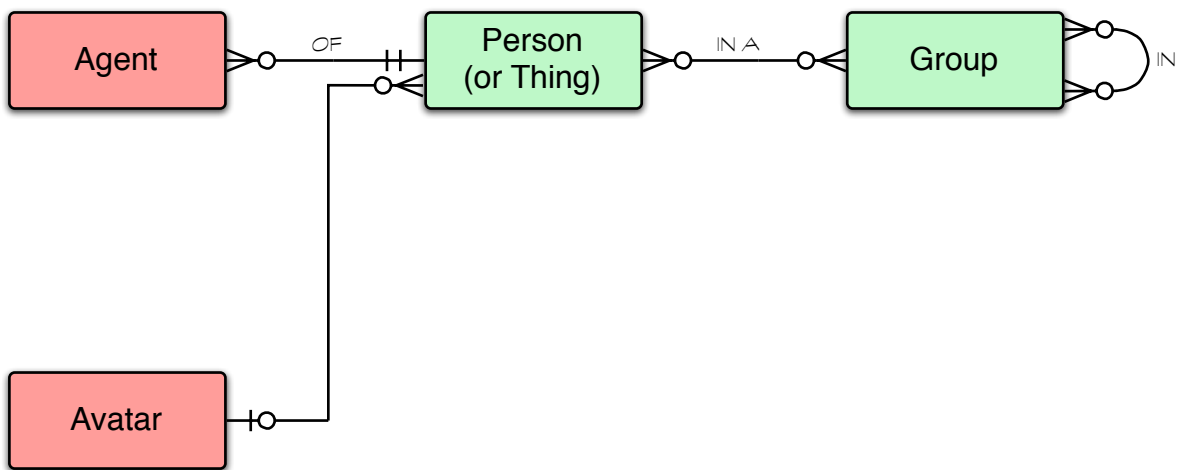 Agent
OF
Person
(or Thing)
IN A
Group
IN
Avatar